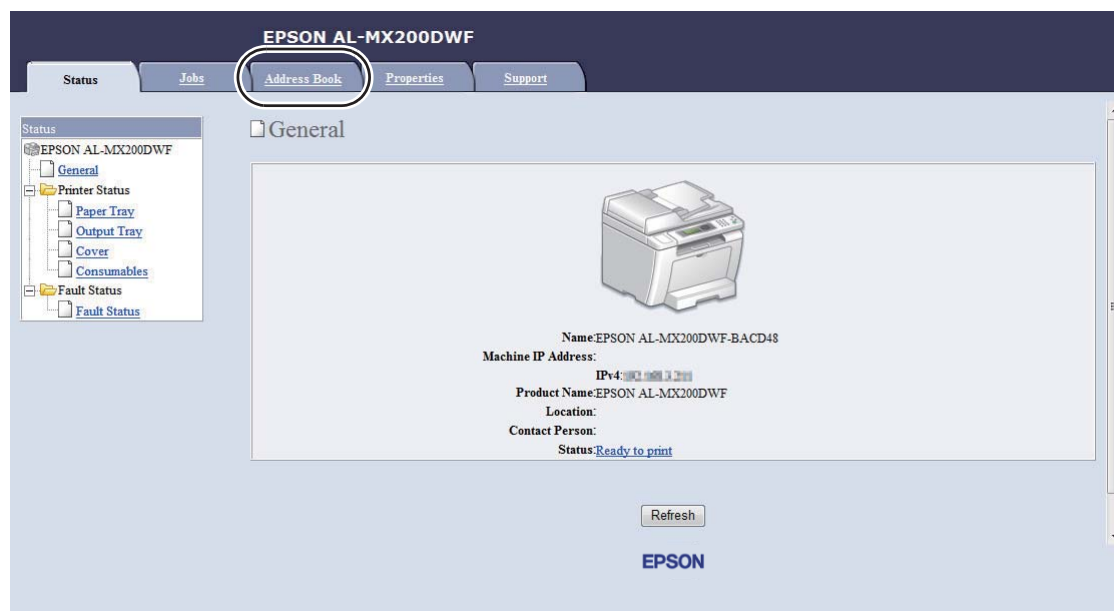 EPSON AL-MX200DWF
Status Jobs Address Book Properties Support
Status
EPSON AL-MX200DWF
General
Printer Status
Paper Tray
Output Tray
Cover
Consumables
Fault Status
Fault Status
General
Name:EPSON AL-MX200DWF-BACD48
Machine IP Address:
IPv4:
Product Name:EPSON AL-MX200DWF
Location:
Contact Person:
Status:Ready to print
Refresh
EPSON